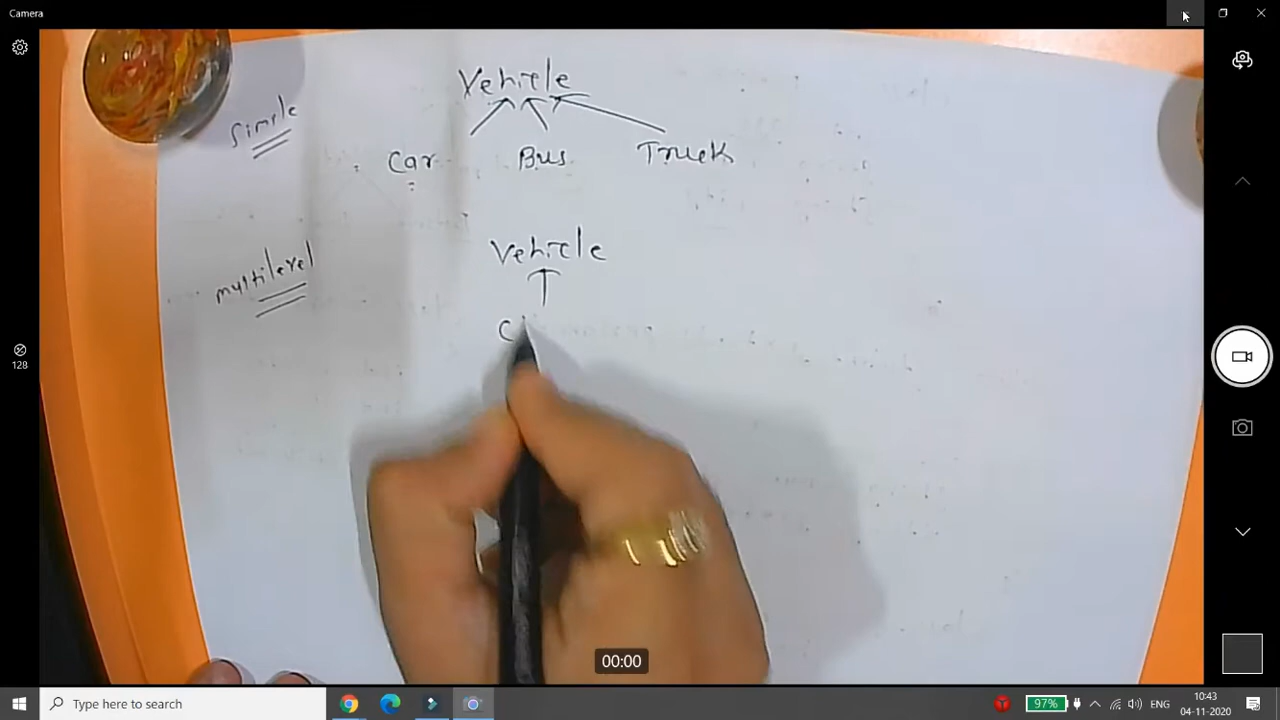 Camera
Vehicle
Simple
Car Bus Truck
Vehicle
multilevel
128
00:00
Type here to search
97%
ENG
10:43
04-11-2020